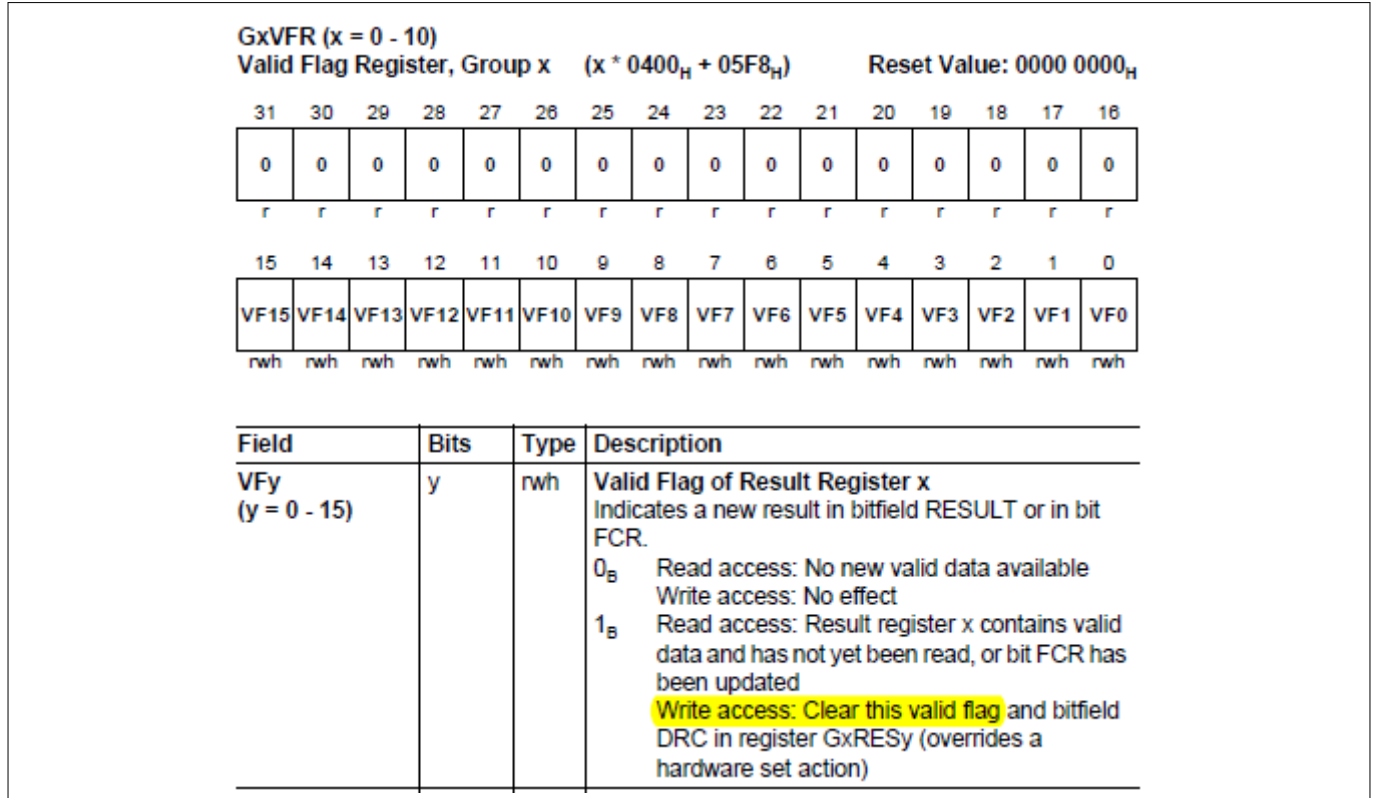 GxVFR (x = 0 - 10)
Valid Flag Register, Group x (x * 0400H + 05F8H) Reset Value: 0000 0000H
31 30 29 28 27 26 25 24 23 22 21 20 19 18 17 16
0 0 0 0 0 0 0 0 0 0 0 0 0 0 0 0
r r r r r r r r r r r r r r r r
15 14 13 12 11 10 9 8 7 6 5 4 3 2 1 0
VF15 VF14 VF13 VF12 VF11 VF10 VF9 VF8 VF7 VF6 VF5 VF4 VF3 VF2 VF1 VF0
rwh rwh rwh rwh rwh rwh rwh rwh rwh rwh rwh rwh rwh rwh rwh rwh
Field Bits Type Description
VFy y rwh Valid Flag of Result Register x
(y = 0 - 15) Indicates a new result in bitfield RESULT or in bit
FCR.
0B Read access: No new valid data available
Write access: No effect
1B Read access: Result register x contains valid
data and has not yet been read, or bit FCR has
been updated
Write access: Clear this valid flag and bitfield
DRC in register GxRESy (overrides a
hardware set action)